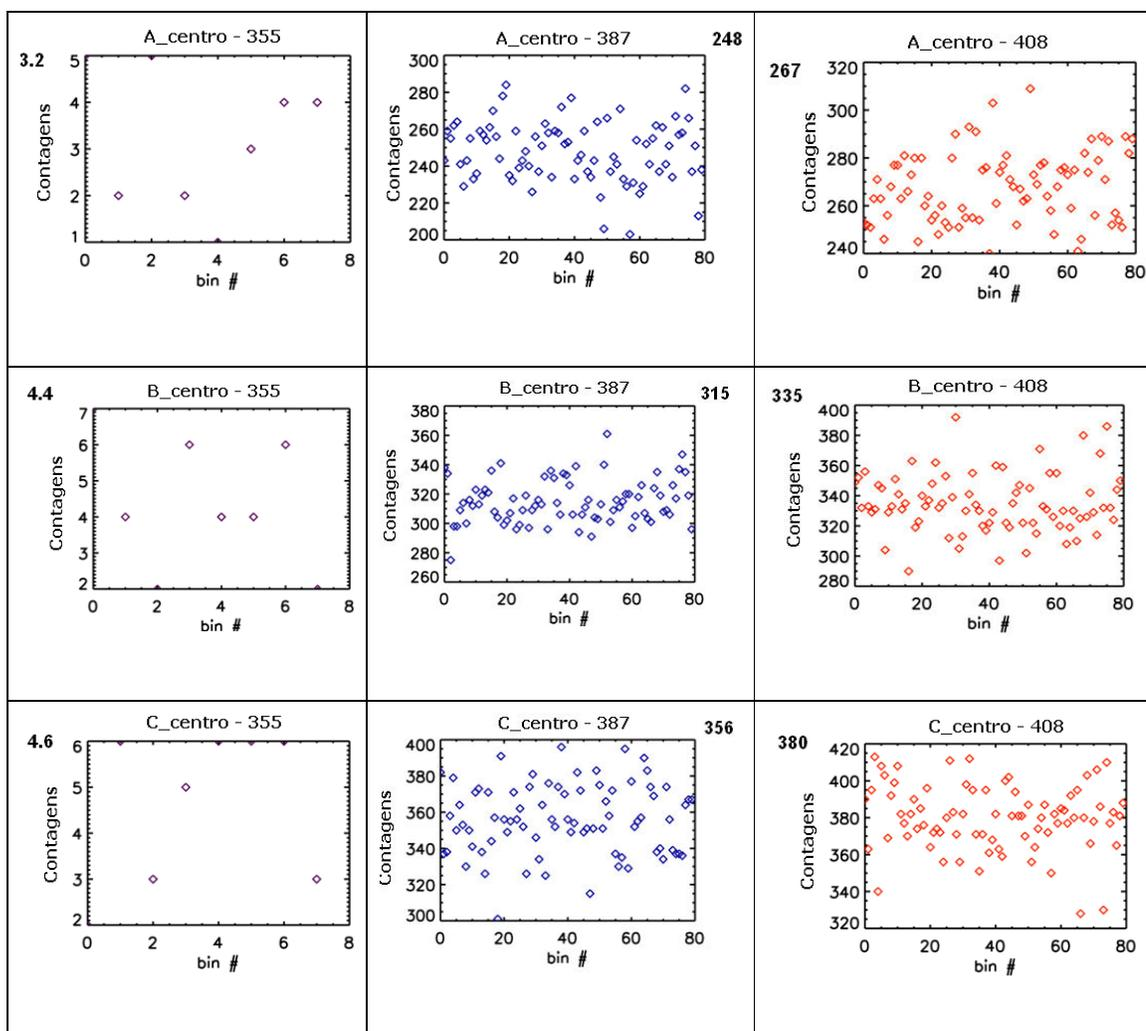 A_centro - 355
3.2
5
4
3
2
1
Contagens
0 2 4 6 8
bin #
A_centro - 387
248
300
280
260
240
220
200
Contagens
0 20 40 60 80
bin #
A_centro - 408
267
320
300
280
260
240
Contagens
0 20 40 60 80
bin #
4.4
B_centro - 355
7
6
5
4
3
2
Contagens
0 2 4 6 8
bin #
B_centro - 387
315
380
360
340
320
300
280
260
Contagens
0 20 40 60 80
bin #
335
B_centro - 408
400
380
360
340
320
300
280
Contagens
0 20 40 60 80
bin #
4.6
C_centro - 355
6
5
4
3
2
Contagens
0 2 4 6 8
bin #
C_centro - 387
356
400
380
360
340
320
300
Contagens
0 20 40 60 80
bin #
380
C_centro - 408
420
400
380
360
340
320
Contagens
0 20 40 60 80
bin #